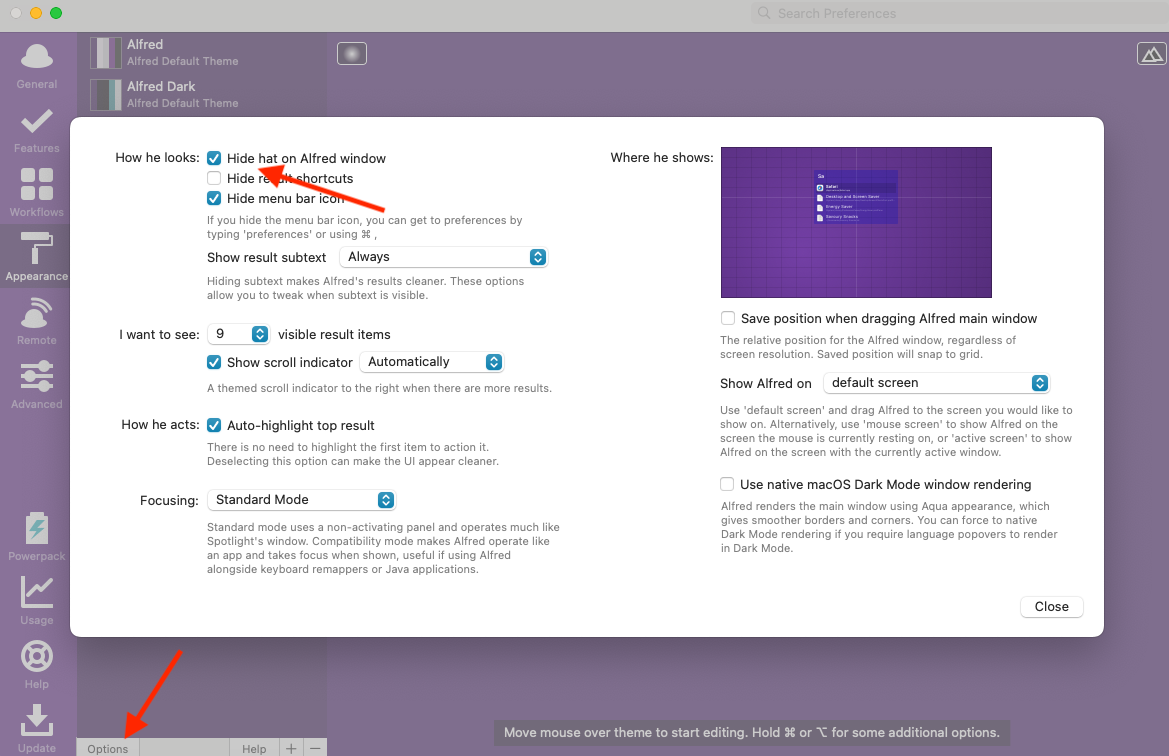 Search Preferences
General
Features
Workflows
Appearance
Remote
Advanced
Powerpack
Usage
Help
Update
Alfred
Alfred Default Theme
Alfred Dark
Alfred Default Theme
How he looks:
Hide hat on Alfred window
Hide result shortcuts
Hide menu bar icon
If you hide the menu bar icon, you can get to preferences by
typing 'preferences' or using ⌘ ,
Show result subtext Always
Hiding subtext makes Alfred's results cleaner. These options
allow you to tweak when subtext is visible.
I want to see: 9 visible result items
Show scroll indicator Automatically
A themed scroll indicator to the right when there are more results.
How he acts: Auto-highlight top result
There is no need to highlight the first item to action it.
Deselecting this option can make the UI appear cleaner.
Focusing: Standard Mode
Standard mode uses a non-activating panel and operates much like
Spotlight's window. Compatibility mode makes Alfred operate like
an app and takes focus when shown, useful if using Alfred
alongside keyboard remappers or Java applications.
Where he shows:
Sa
Safari
Desktop and Screen Saver
Energy Saver
Sensory Snacks
Save position when dragging Alfred main window
The relative position for the Alfred window, regardless of
screen resolution. Saved position will snap to grid.
Show Alfred on default screen
Use 'default screen' and drag Alfred to the screen you would like to
show on. Alternatively, use 'mouse screen' to show Alfred on the
screen the mouse is currently resting on, or 'active screen' to show
Alfred on the screen with the currently active window.
Use native macOS Dark Mode window rendering
Alfred renders the main window using Aqua appearance, which
gives smoother borders and corners. You can force to native
Dark Mode rendering if you require language popovers to render
in Dark Mode.
Close
Options
Help
+
−
Move mouse over theme to start editing. Hold ⌘ or ⌥ for some additional options.